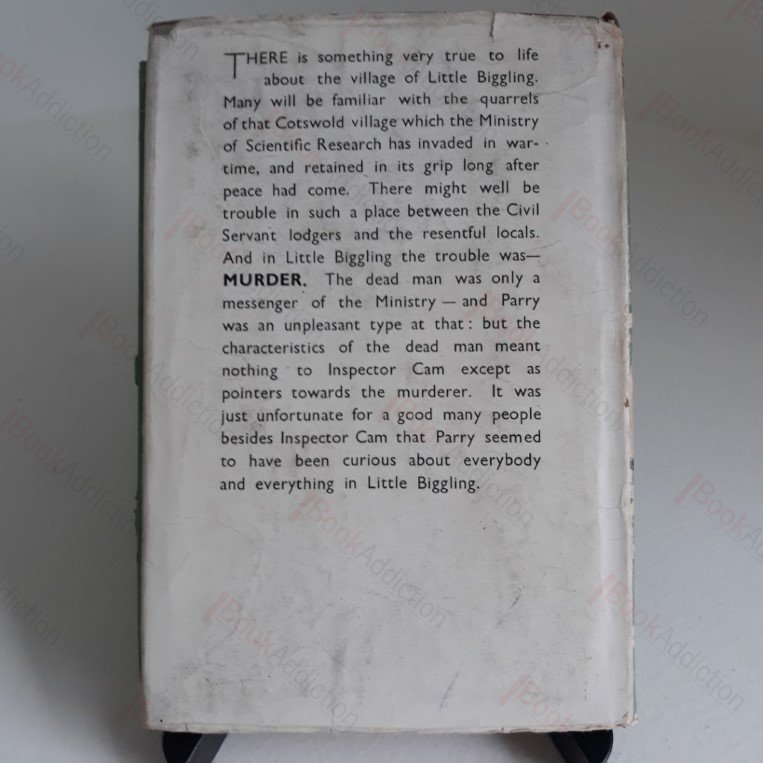 THERE is something very true to life
about the village of Little Biggling.
Many will be familiar with the quarrels
of that Cotswold village which the Ministry
of Scientific Research has invaded in war-
time, and retained in its grip long after
peace had come. There might well be
trouble in such a place between the Civil
Servant lodgers and the resentful locals.
And in Little Biggling the trouble was—
MURDER. The dead man was only a
messenger of the Ministry — and Parry
was an unpleasant type at that : but the
characteristics of the dead man meant
nothing to Inspector Cam except as
pointers towards the murderer. It was
just unfortunate for a good many people
besides Inspector Cam that Parry seemed
to have been curious about everybody
and everything in Little Biggling.
iBookAddiction